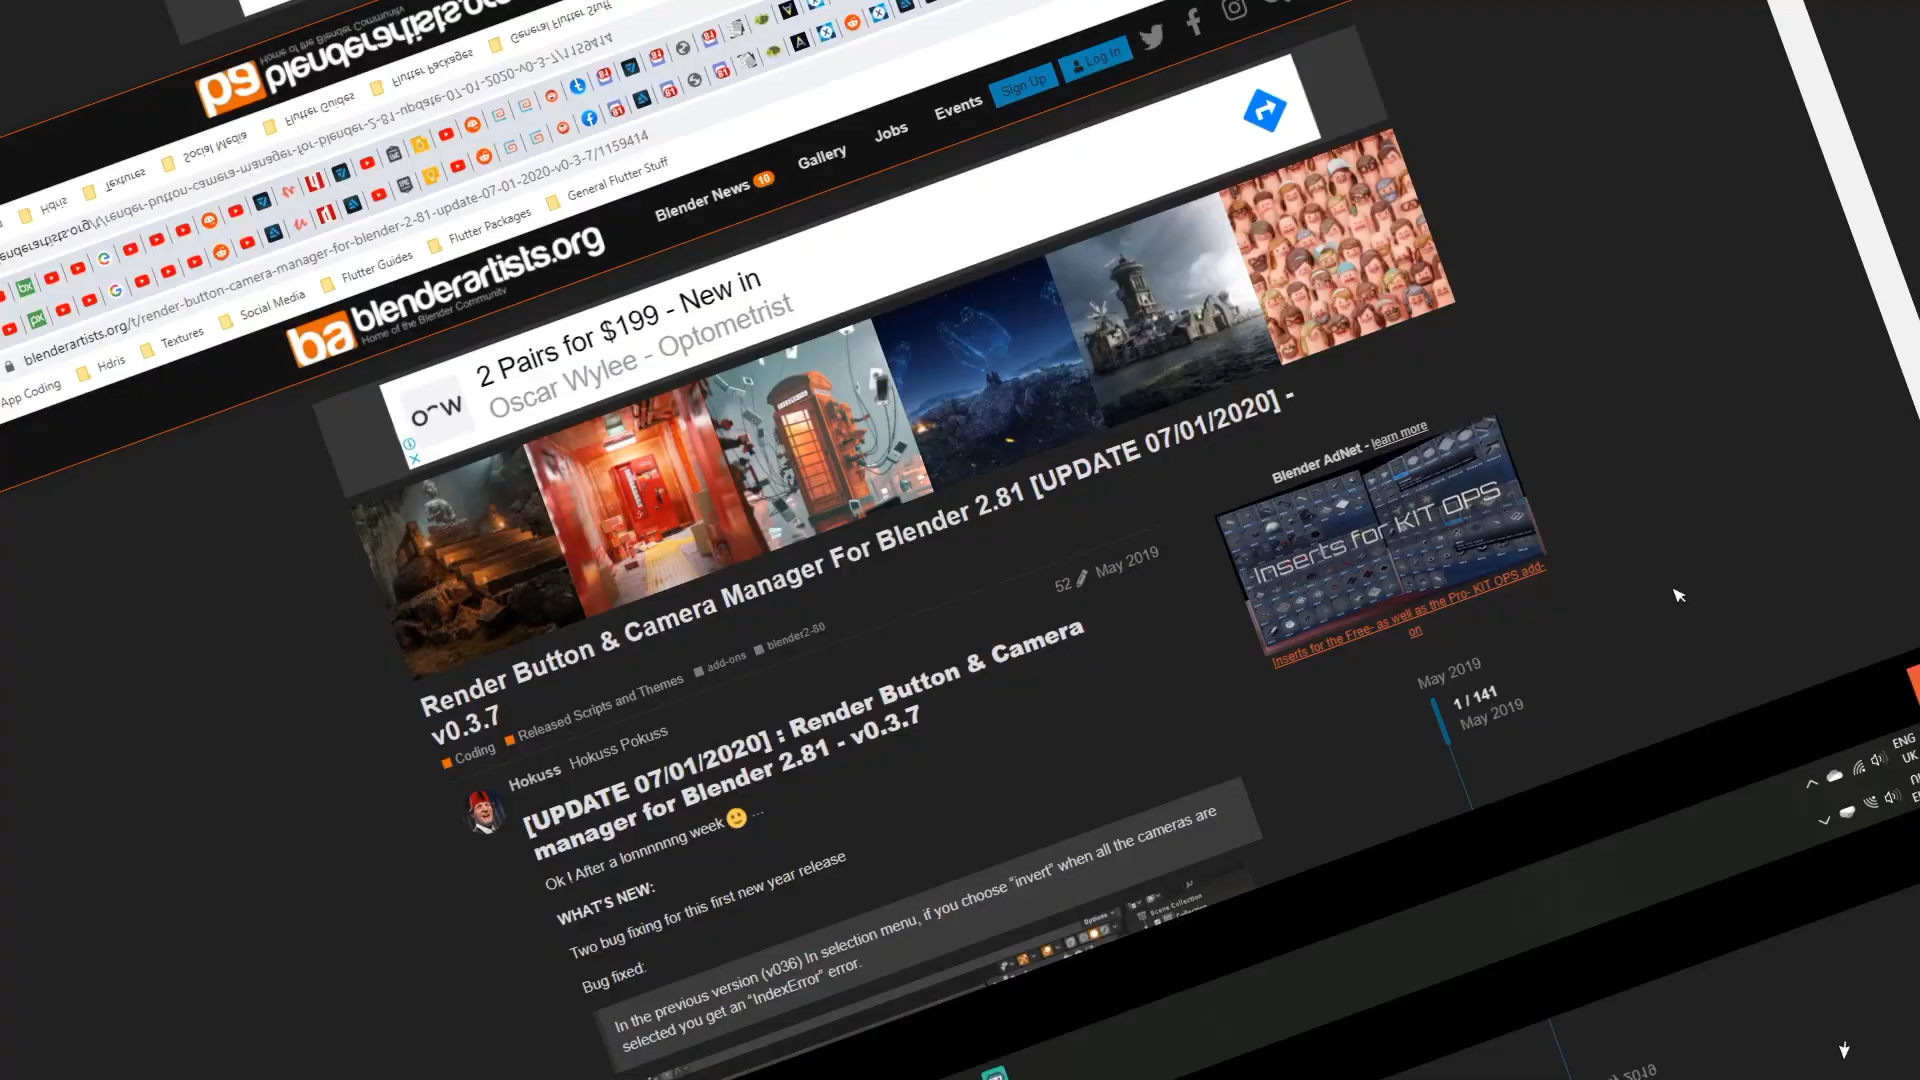 blenderartists.org/t/render-button-camera-manager-for-blender-2-81-update-07-01-2020-v0-3-7/1159414
App Coding
Hdris
Textures
Social Media
Flutter Guides
Flutter Packages
General Flutter Stuff
ba blenderartists.org
Home of the Blender Community
Blender News 10
Gallery
Jobs
Events
Sign Up
Log In
2 Pairs for $199 - New in
Oscar Wylee - Optometrist
Render Button & Camera Manager For Blender 2.81 [UPDATE 07/01/2020] -
v0.3.7
Coding
Released Scripts and Themes
add-ons
blender2-80
Hokuss Hokuss Pokuss
52
May 2019
[UPDATE 07/01/2020] : Render Button & Camera
manager for Blender 2.81 - v0.3.7
Ok ! After a lonnnnnng week 🙂 ...
WHAT'S NEW:
Two bug fixing for this first new year release
Bug fixed:
In the previous version (v036) In selection menu, if you choose “invert” when all the cameras are
selected you get an “IndexError” error.
Options
Scene Collection
Blender AdNet - learn more
Inserts for KIT OPS
Inserts for the Free- as well as the Pro- KIT OPS add-
on
May 2019
1 / 141
May 2019
ENG
UK